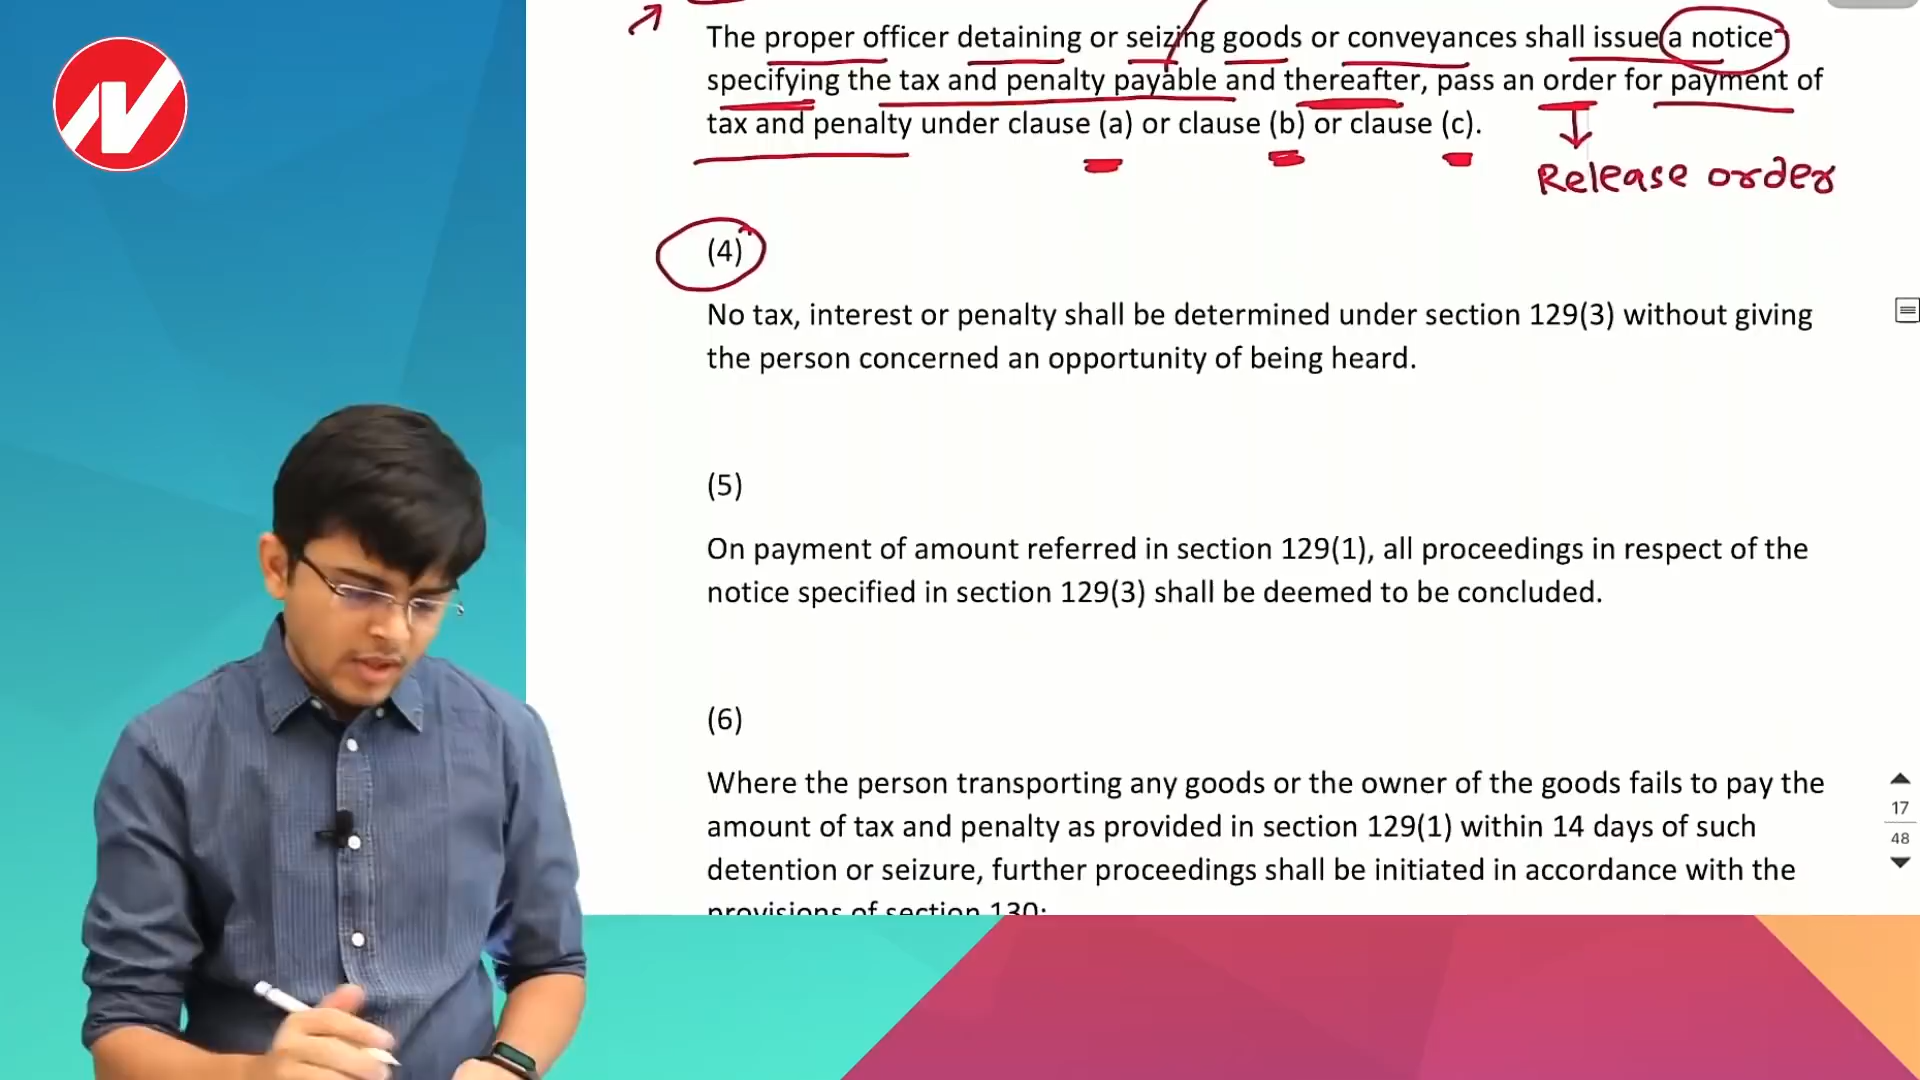 The proper officer detaining or seizing goods or conveyances shall issue a notice
specifying the tax and penalty payable and thereafter, pass an order for payment of
tax and penalty under clause (a) or clause (b) or clause (c).
Release order
(4)
No tax, interest or penalty shall be determined under section 129(3) without giving
the person concerned an opportunity of being heard.
(5)
On payment of amount referred in section 129(1), all proceedings in respect of the
notice specified in section 129(3) shall be deemed to be concluded.
(6)
Where the person transporting any goods or the owner of the goods fails to pay the
amount of tax and penalty as provided in section 129(1) within 14 days of such
detention or seizure, further proceedings shall be initiated in accordance with the
provisions of section 130:
17
48